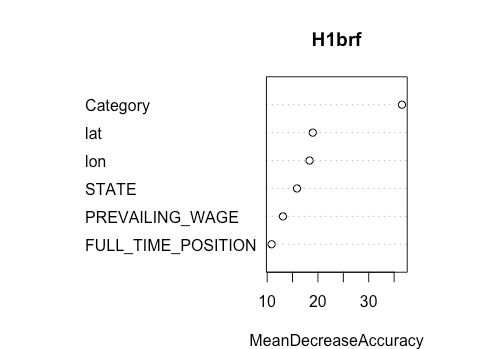 H1brf
Category
lat
lon
STATE
PREVAILING_WAGE
FULL_TIME_POSITION
10 20 30
MeanDecreaseAccuracy